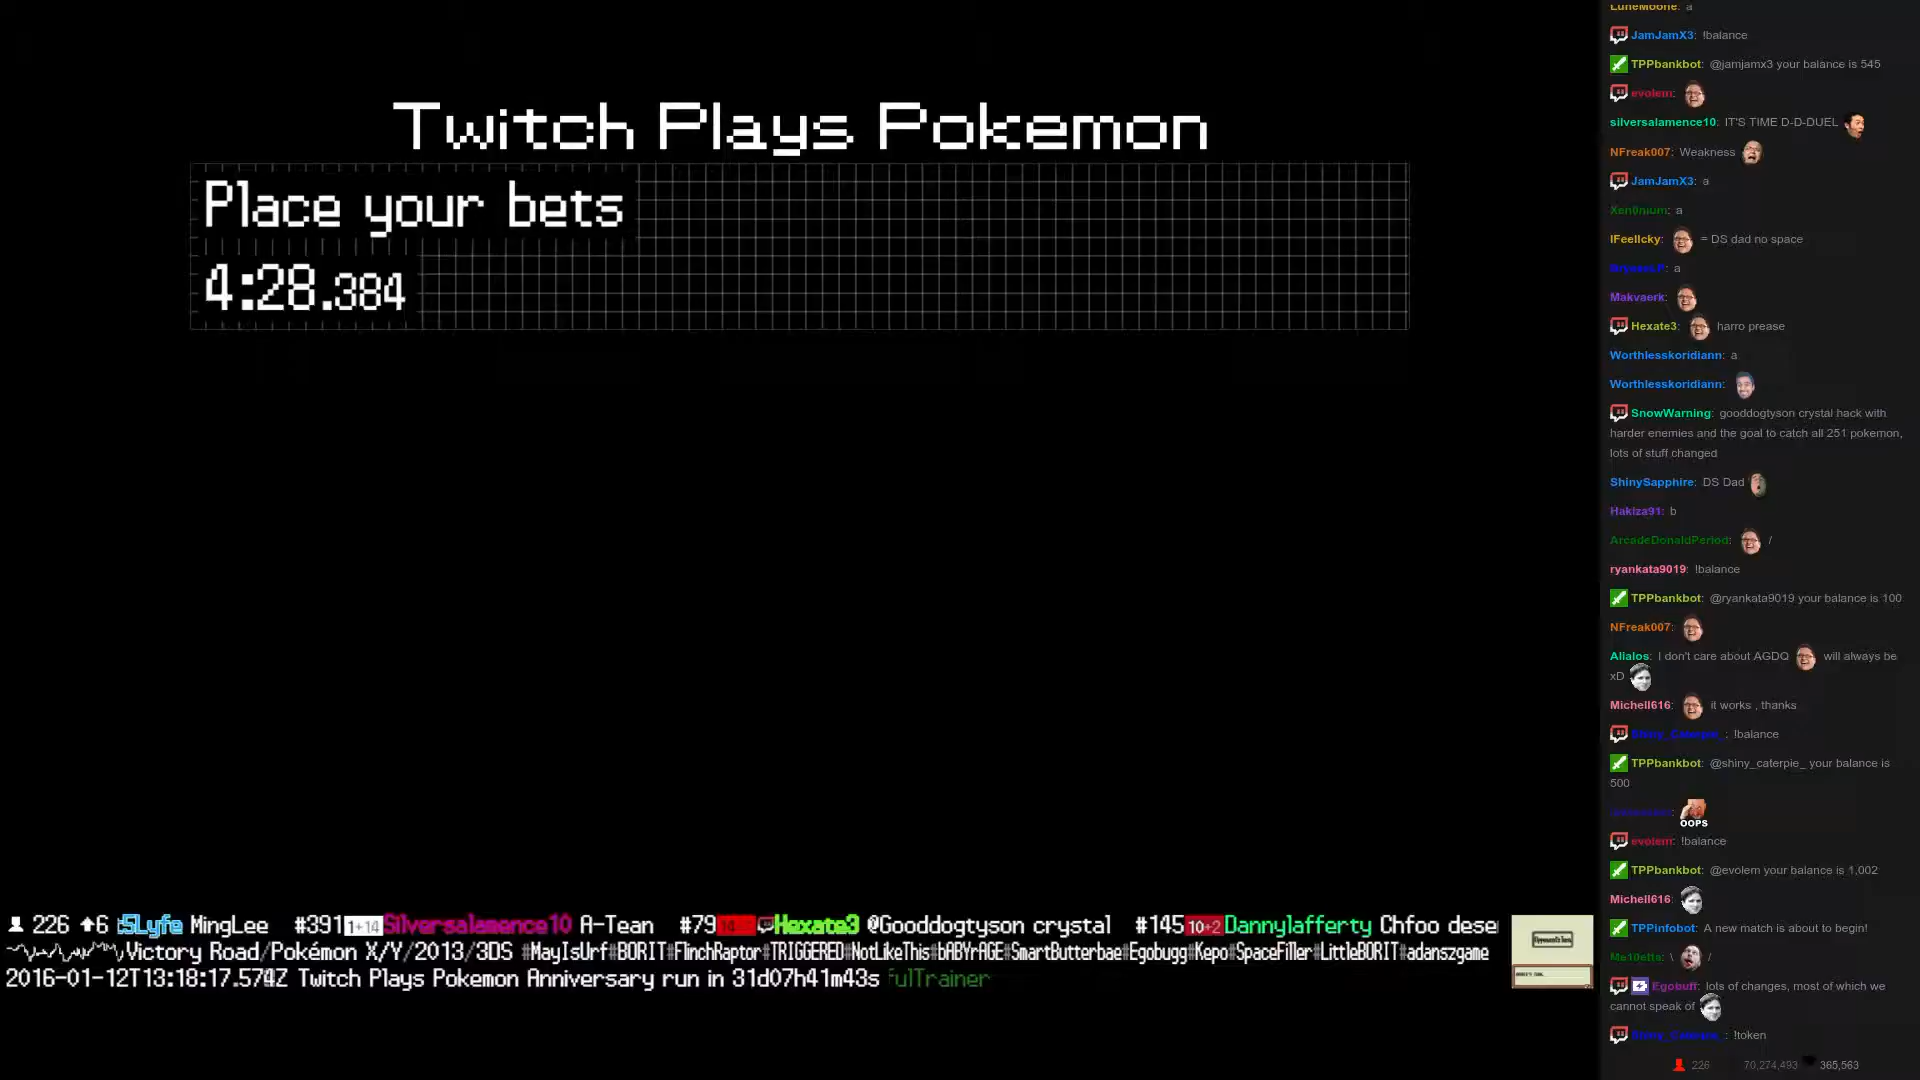 Twitch Plays Pokemon
Place your bets
4:28.384
226 6 :5Lyfe MingLee #391 1+14 Silversalamence10 A-Tean #79 Hexate3 @Gooddogtyson crystal #145 10+2 Dannylafferty Chfoo dese
Victory Road/Pokémon X/Y/2013/3DS #MayIsUrf#BORIT#FlinchRaptor#TRIGGERED#NotLikeThis#bABYrAGE#SmartButterbae#Egobugg#Kepo#SpaceFiller#LittleBORIT#adanszgame
2016-01-12T13:18:17.574Z Twitch Plays Pokemon Anniversary run in 31d07h41m43s fulTrainer
LuneMoone: a
JamJamX3: !balance
TPPbankbot: @jamjamx3 your balance is 545
evolem:
silversalamence10: IT'S TIME D-D-DUEL
NFreak007: Weakness
JamJamX3: a
Xen0nium: a
IFeelIcky: = DS dad no space
a
Makvaerk:
Hexate3: harro prease
Worthlesskoridiann: a
Worthlesskoridiann:
SnowWarning: gooddogtyson crystal hack with
harder enemies and the goal to catch all 251 pokemon,
lots of stuff changed
ShinySapphire: DS Dad
Hakiza91: b
ArcadeDonaldPeriod: /
ryankata9019: !balance
TPPbankbot: @ryankata9019 your balance is 100
NFreak007:
Alialos: I don't care about AGDQ will always be
xD
Michell616: it works , thanks
Shiny_Caterpie_: !balance
TPPbankbot: @shiny_caterpie_ your balance is
500
OOPS
evolem: !balance
TPPbankbot: @evolem your balance is 1,002
Michell616:
TPPinfobot: A new match is about to begin!
Me10elta: \ /
Egobuff: lots of changes, most of which we
cannot speak of
Shiny_Caterpie_: !token
226 70,274,493 365,563